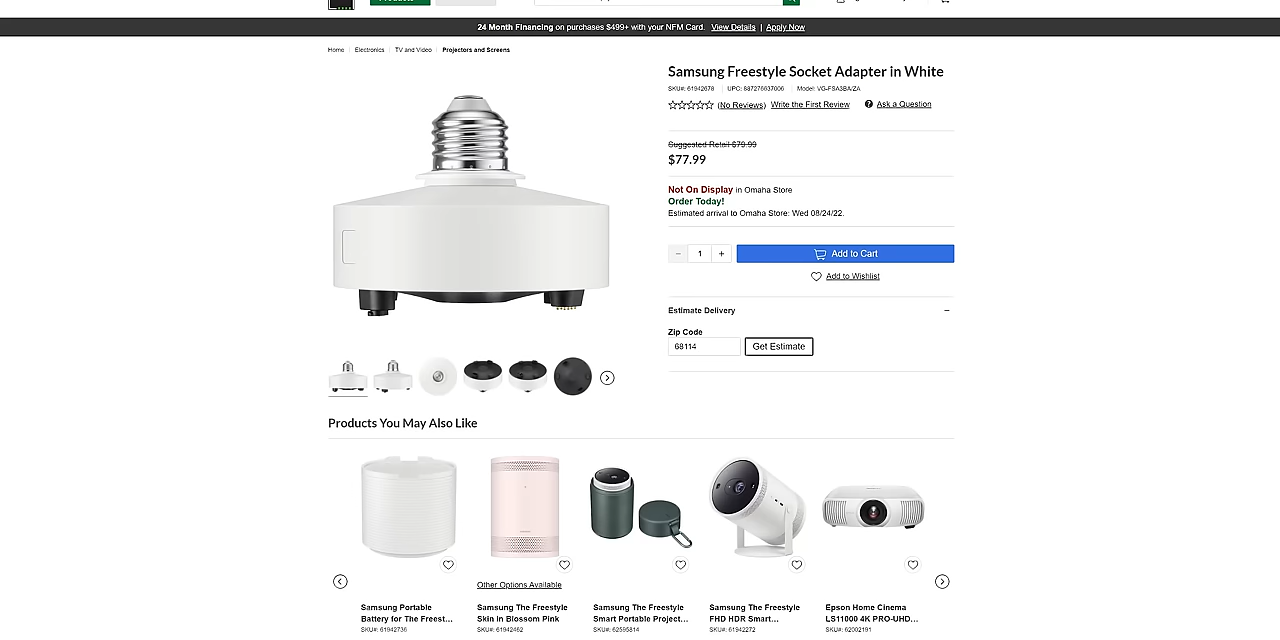 24 Month Financing on purchases $499+ with your NFM Card. View Details | Apply Now
Home | Electronics | TV and Video | Projectors and Screens
Samsung Freestyle Socket Adapter in White
SKU#: 61942678 | UPC: 887276637006 | Model: VG-FSA3BA/ZA
(No Reviews) Write the First Review ? Ask a Question
Suggested Retail $79.99
$77.99
Not On Display in Omaha Store
Order Today!
Estimated arrival to Omaha Store: Wed 08/24/22.
− 1 + Add to Cart
Add to Wishlist
Estimate Delivery −
Zip Code
68114 Get Estimate
Products You May Also Like
Other Options Available
Samsung Portable
Battery for The Freest...
SKU#: 61942736
Samsung The Freestyle
Skin in Blossom Pink
SKU#: 61942462
Samsung The Freestyle
Smart Portable Project...
SKU#: 62595814
Samsung The Freestyle
FHD HDR Smart...
SKU#: 61942272
Epson Home Cinema
LS11000 4K PRO-UHD...
SKU#: 62002191